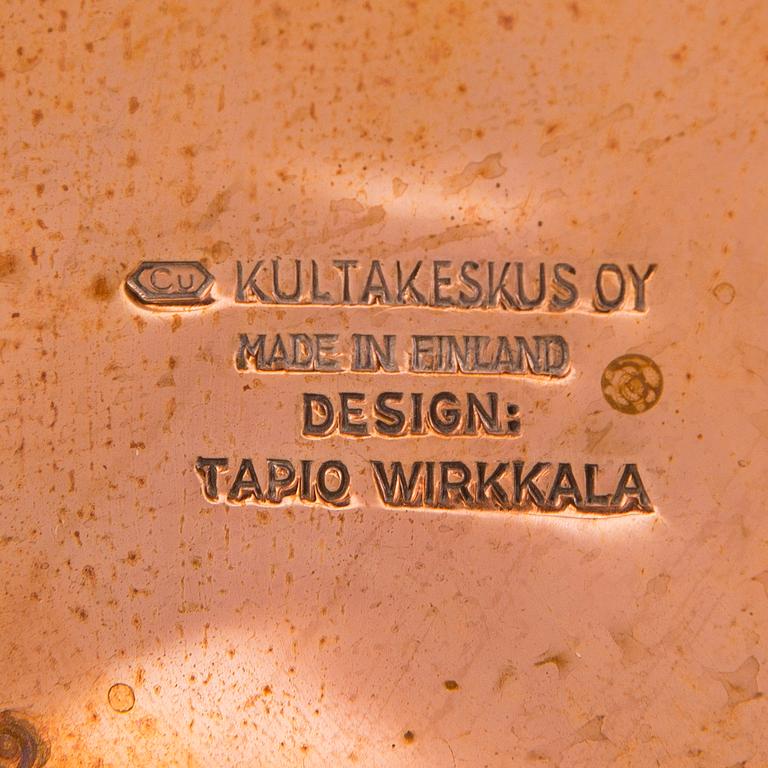 Cu KULTAKESKUS OY
MADE IN FINLAND
DESIGN:
TAPIO WIRKKALA